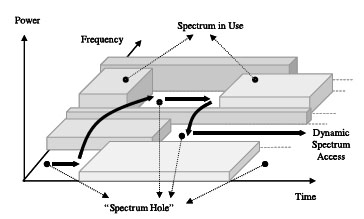 Power
Spectrum in Use
Frequency
Dynamic
Spectrum
Access
Time
“Spectrum Hole”